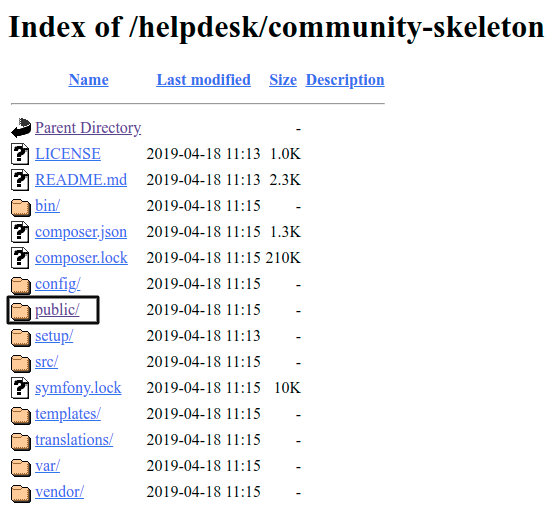 Index of /helpdesk/community-skeleton
Name Last modified Size Description
Parent Directory -
LICENSE 2019-04-18 11:13 1.0K
README.md 2019-04-18 11:13 2.3K
bin/ 2019-04-18 11:15 -
composer.json 2019-04-18 11:15 1.3K
composer.lock 2019-04-18 11:15 210K
config/ 2019-04-18 11:15 -
public/ 2019-04-18 11:15 -
setup/ 2019-04-18 11:13 -
src/ 2019-04-18 11:15 -
symfony.lock 2019-04-18 11:15 10K
templates/ 2019-04-18 11:15 -
translations/ 2019-04-18 11:15 -
var/ 2019-04-18 11:15 -
vendor/ 2019-04-18 11:15 -